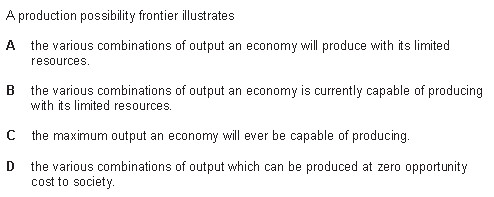 A production possibility frontier illustrates
A the various combinations of output an economy will produce with its limited
resources.
B the various combinations of output an economy is currently capable of producing
with its limited resources.
C the maximum output an economy will ever be capable of producing.
D the various combinations of output which can be produced at zero opportunity
cost to society.